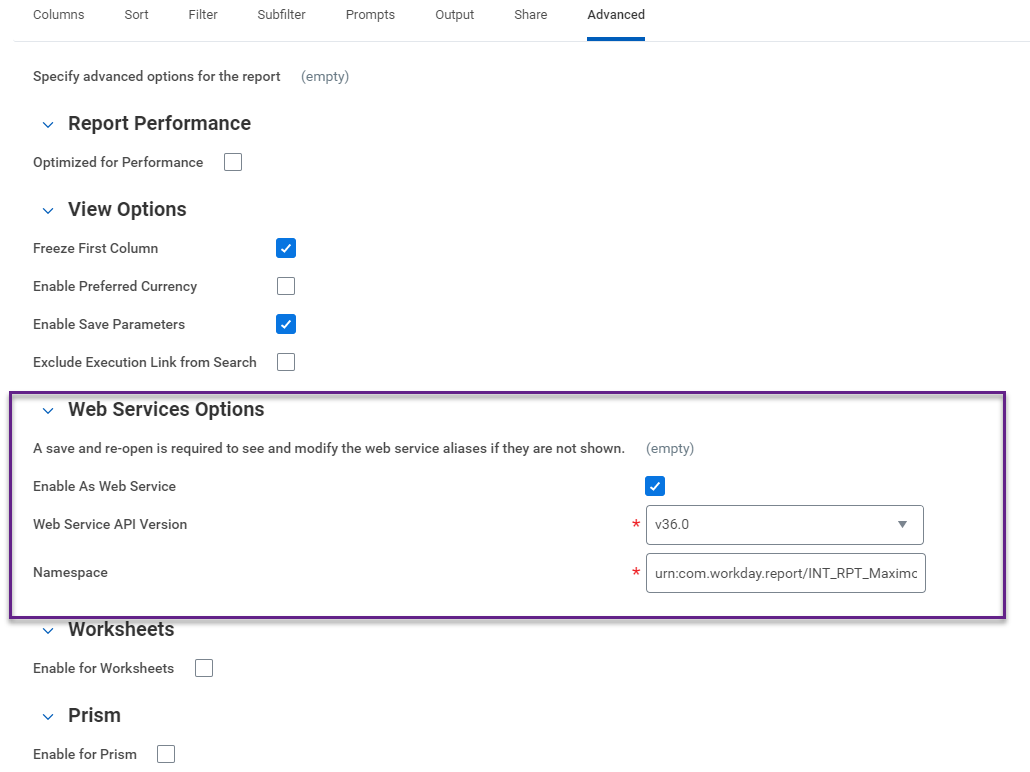 Columns Sort Filter Subfilter Prompts Output Share Advanced
Specify advanced options for the report (empty)
Report Performance
Optimized for Performance
View Options
Freeze First Column
Enable Preferred Currency
Enable Save Parameters
Exclude Execution Link from Search
Web Services Options
A save and re-open is required to see and modify the web service aliases if they are not shown. (empty)
Enable As Web Service
Web Service API Version * v36.0
Namespace * urn:com.workday.report/INT_RPT_Maximo
Worksheets
Enable for Worksheets
Prism
Enable for Prism